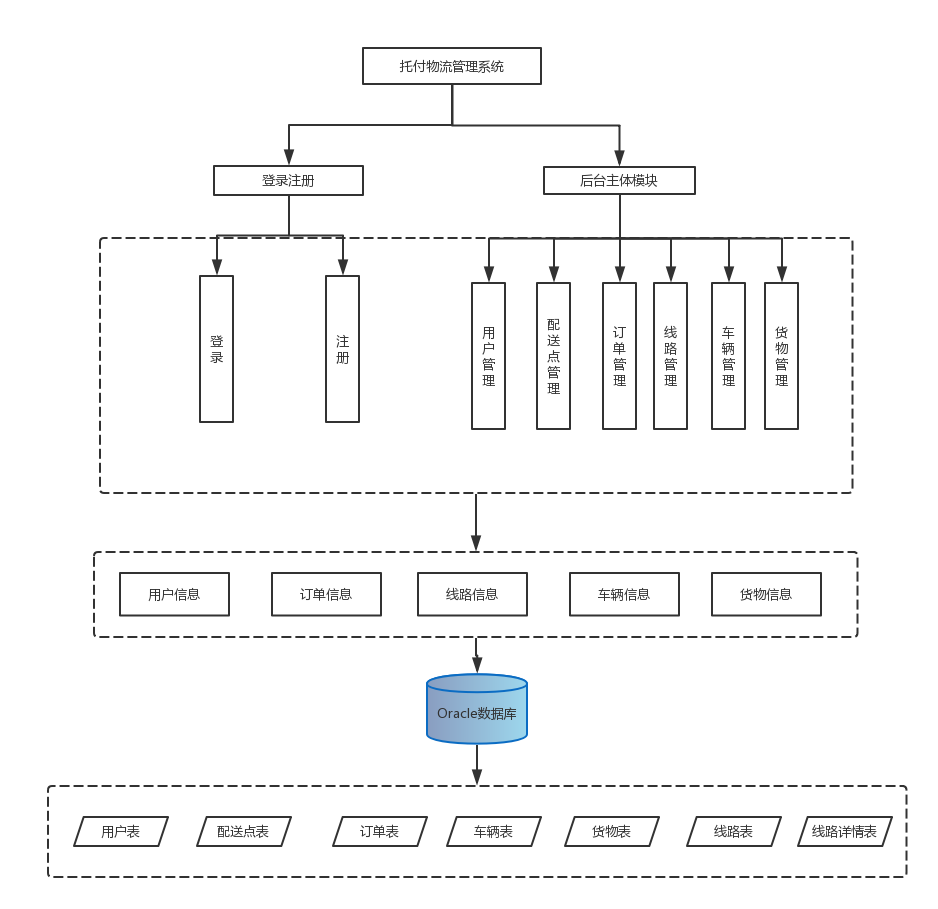 托付物流管理系统
登录注册
后台主体模块
登录
注册
用户管理
配送点管理
订单管理
线路管理
车辆管理
货物管理
用户信息
订单信息
线路信息
车辆信息
货物信息
Oracle数据库
用户表
配送点表
订单表
车辆表
货物表
线路表
线路详情表